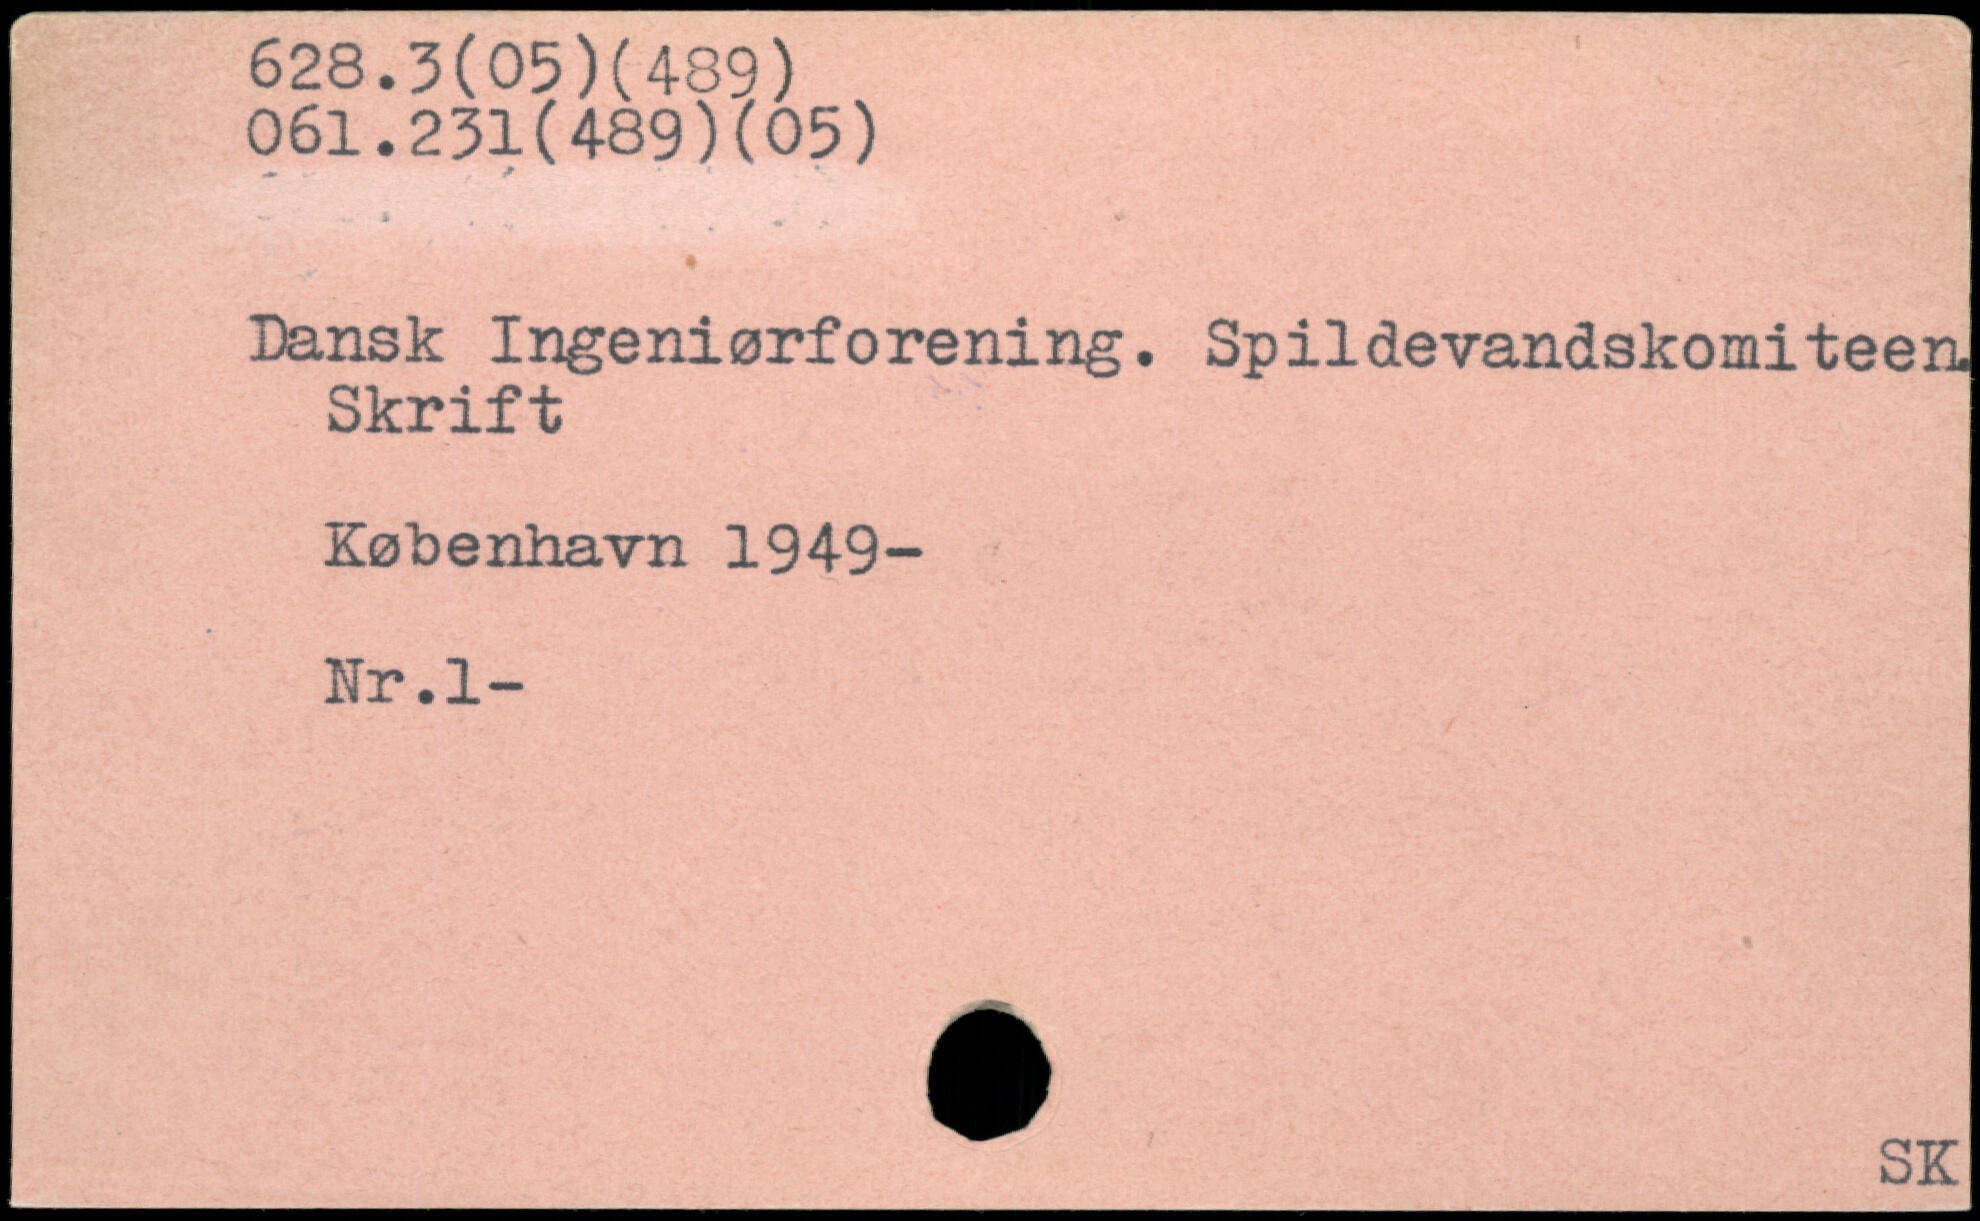 628.3(05)(489)
061.231(489)(05)
Dansk Ingeniørforening. Spildevandskomiteen.
Skrift
København 1949-
Nr.1-
SK